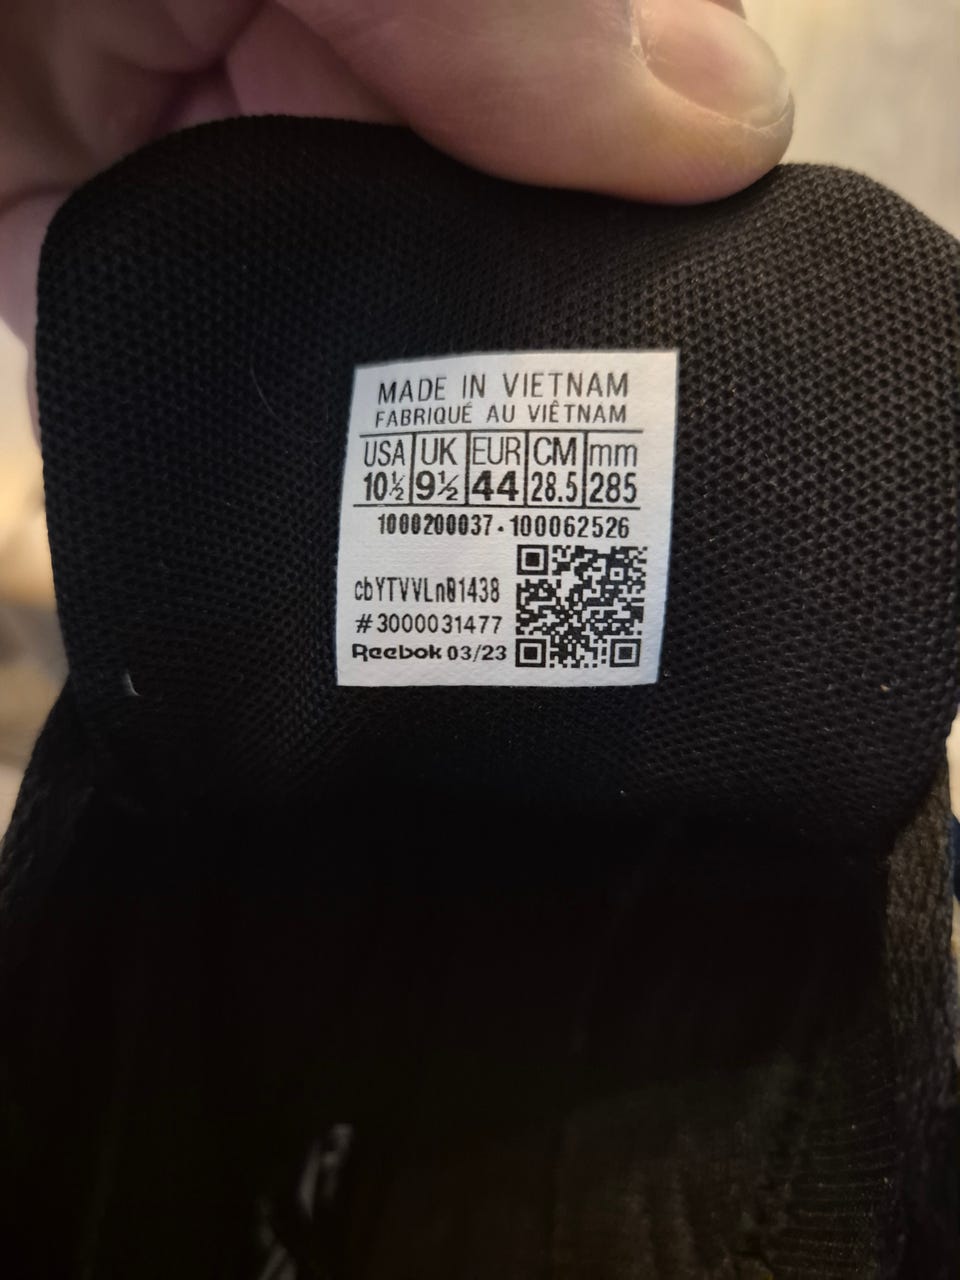 MADE IN VIETNAM
FABRIQUÉ AU VIÊTNAM
USA UK EUR CM mm
10½ 9½ 44 28.5 285
1000200037-100062526
cbYTVVLn01438
#3000031477
Reebok 03/23